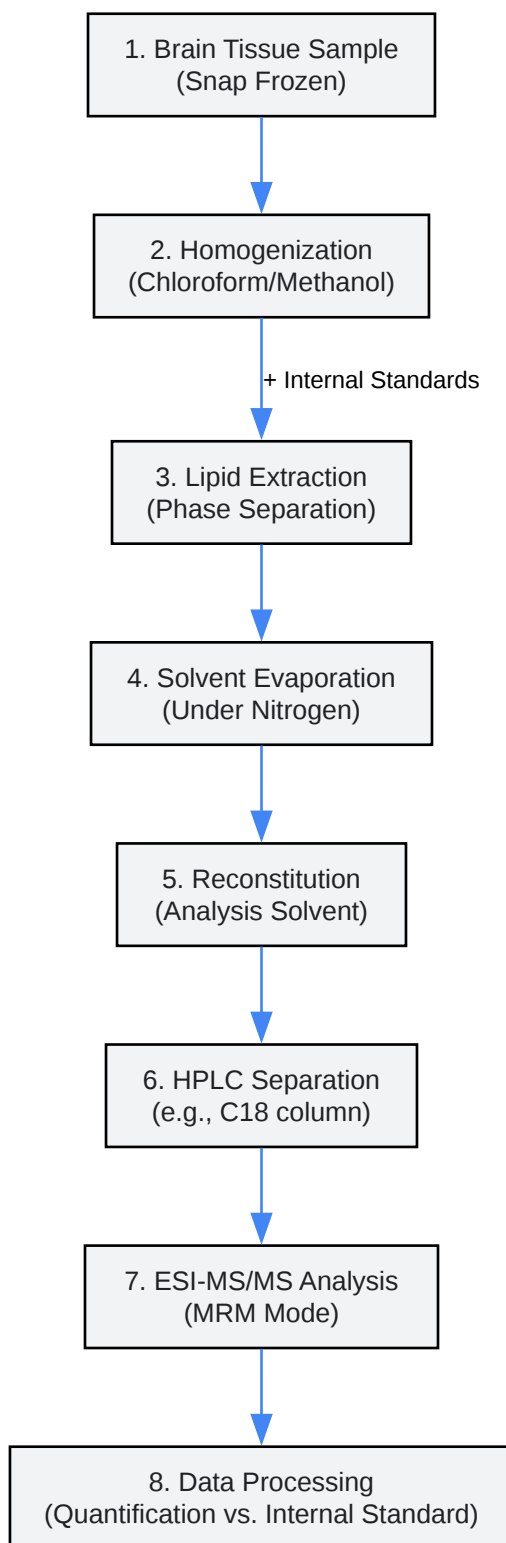 1. Brain Tissue Sample
(Snap Frozen)
2. Homogenization
(Chloroform/Methanol)
+ Internal Standards
3. Lipid Extraction
(Phase Separation)
4. Solvent Evaporation
(Under Nitrogen)
5. Reconstitution
(Analysis Solvent)
6. HPLC Separation
(e.g., C18 column)
7. ESI-MS/MS Analysis
(MRM Mode)
8. Data Processing
(Quantification vs. Internal Standard)